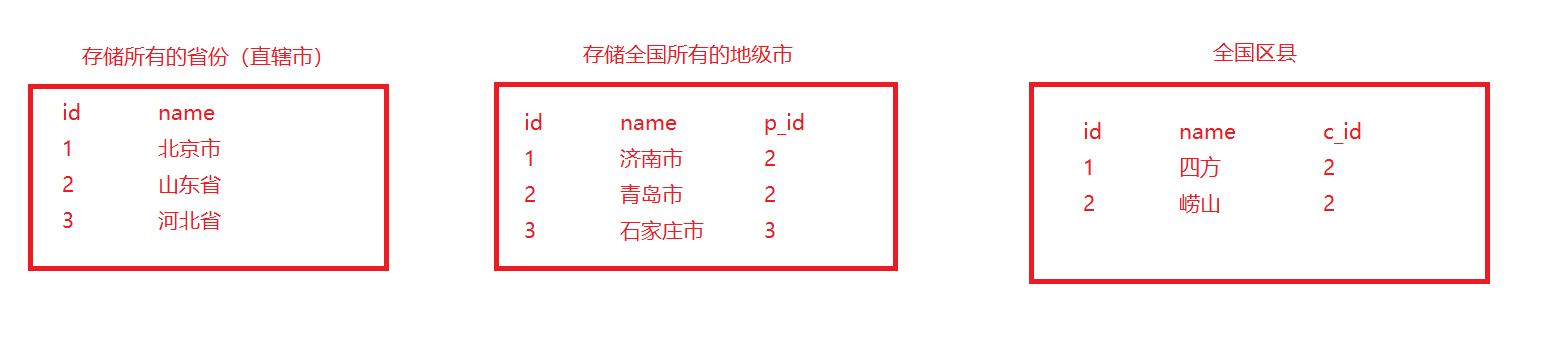 存储所有的省份（直辖市）
id name
1 北京市
2 山东省
3 河北省
存储全国所有的地级市
id name p_id
1 济南市 2
2 青岛市 2
3 石家庄市 3
全国区县
id name c_id
1 四方 2
2 崂山 2